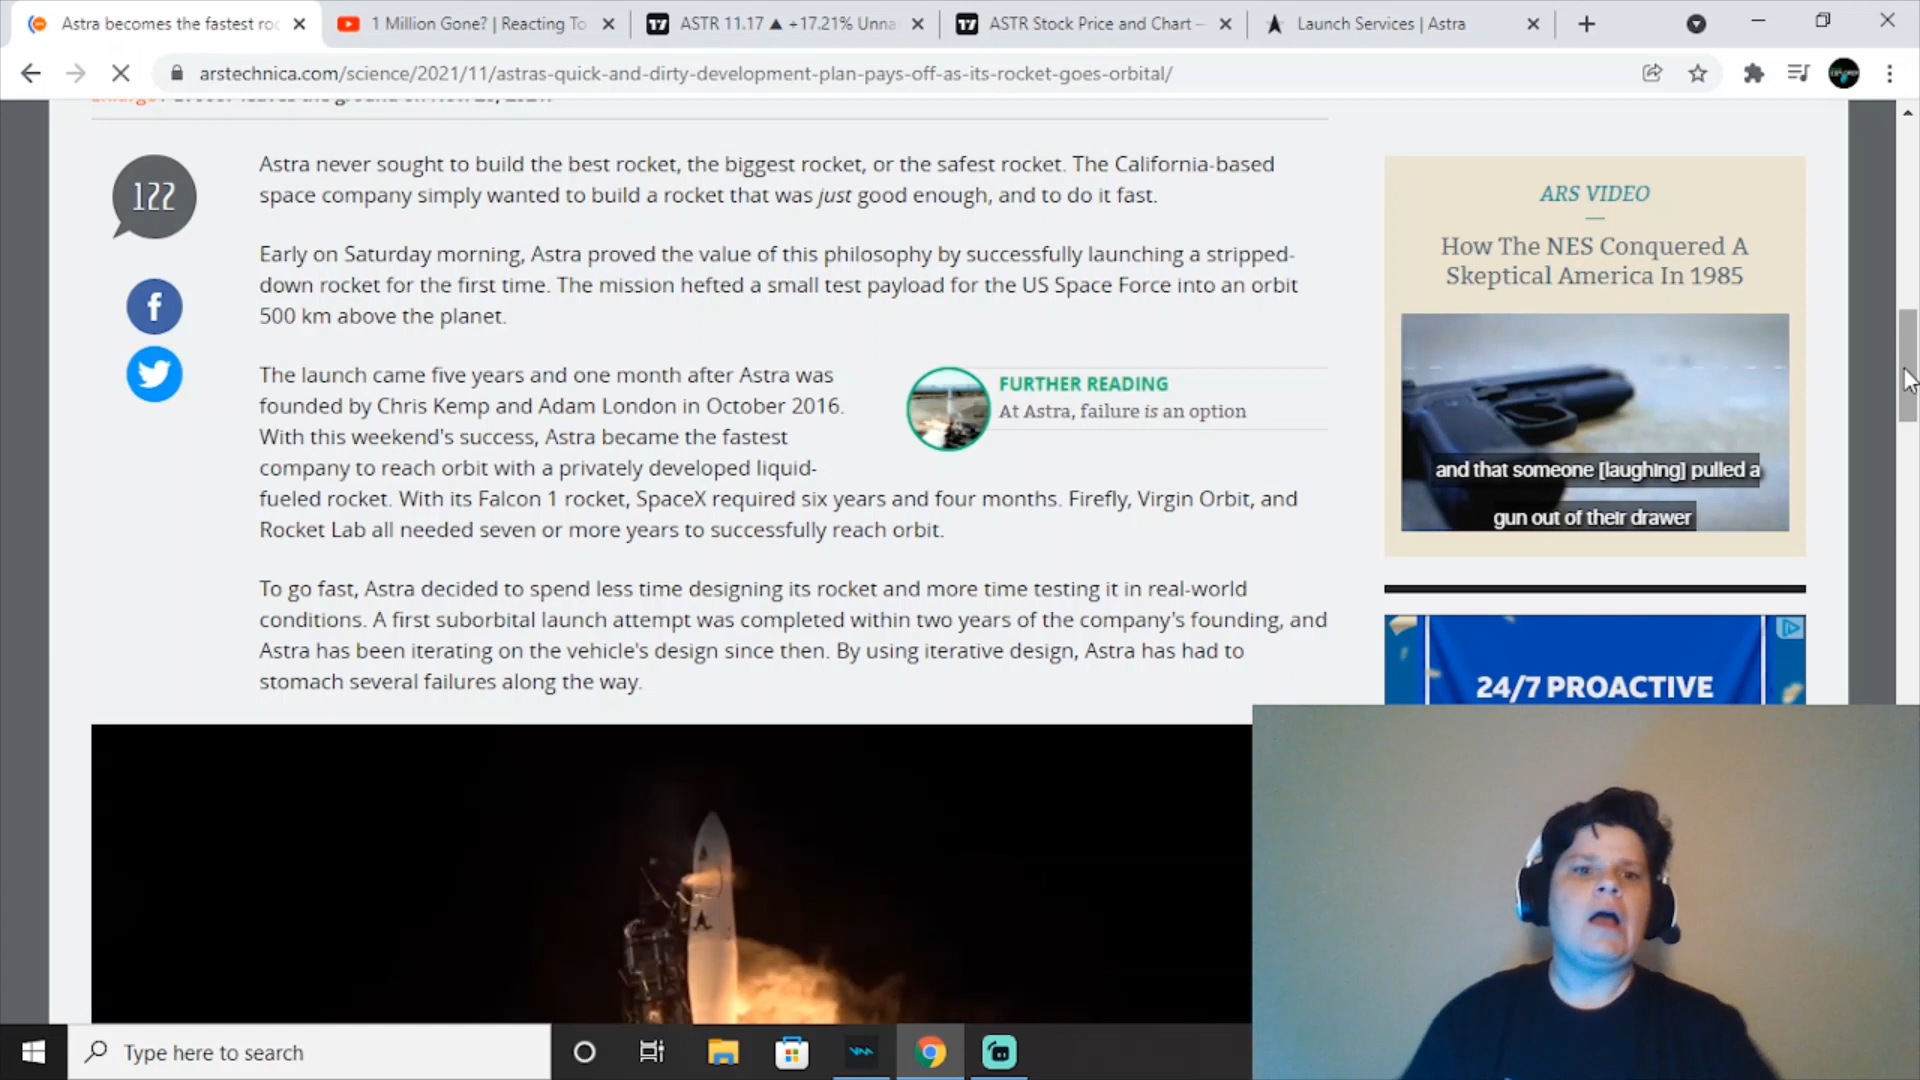 Astra becomes the fastest roc
1 Million Gone? | Reacting To
ASTR 11.17 ▲ +17.21% Unna
ASTR Stock Price and Chart —
Launch Services | Astra
arstechnica.com/science/2021/11/astras-quick-and-dirty-development-plan-pays-off-as-its-rocket-goes-orbital/
122
Astra never sought to build the best rocket, the biggest rocket, or the safest rocket. The California-based
space company simply wanted to build a rocket that was just good enough, and to do it fast.
Early on Saturday morning, Astra proved the value of this philosophy by successfully launching a stripped-
down rocket for the first time. The mission hefted a small test payload for the US Space Force into an orbit
500 km above the planet.
The launch came five years and one month after Astra was
founded by Chris Kemp and Adam London in October 2016.
With this weekend's success, Astra became the fastest
company to reach orbit with a privately developed liquid-
fueled rocket. With its Falcon 1 rocket, SpaceX required six years and four months. Firefly, Virgin Orbit, and
Rocket Lab all needed seven or more years to successfully reach orbit.
FURTHER READING
At Astra, failure is an option
To go fast, Astra decided to spend less time designing its rocket and more time testing it in real-world
conditions. A first suborbital launch attempt was completed within two years of the company's founding, and
Astra has been iterating on the vehicle's design since then. By using iterative design, Astra has had to
stomach several failures along the way.
ARS VIDEO
How The NES Conquered A
Skeptical America In 1985
and that someone [laughing] pulled a
gun out of their drawer
24/7 PROACTIVE
Type here to search